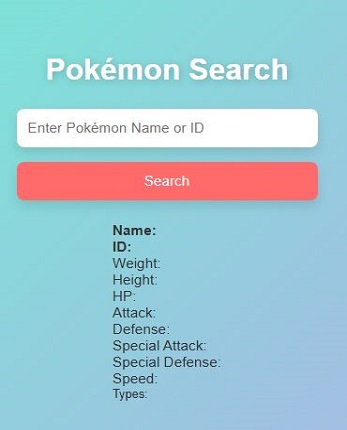 Pokémon Search
Enter Pokémon Name or ID
Search
Name:
ID:
Weight:
Height:
HP:
Attack:
Defense:
Special Attack:
Special Defense:
Speed:
Types: